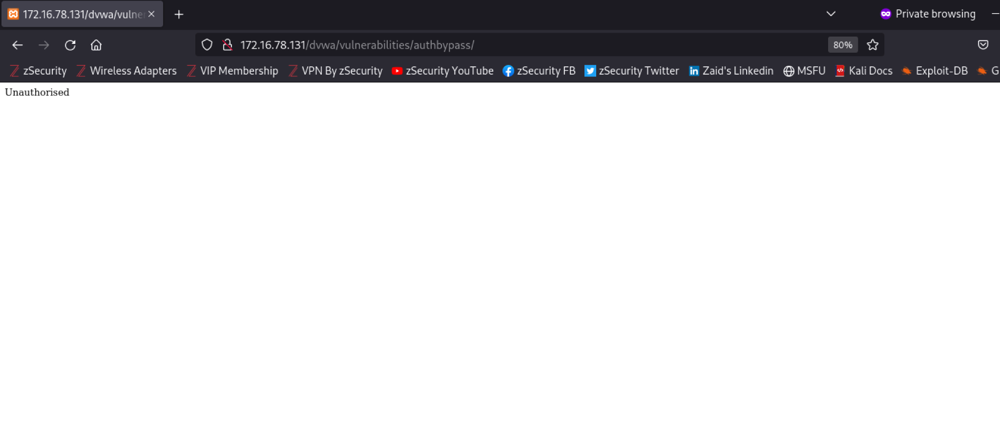 172.16.78.131/dvwa/vulne
Private browsing
172.16.78.131/dvwa/vulnerabilities/authbypass/
80%
zSecurity Wireless Adapters VIP Membership VPN By zSecurity zSecurity YouTube zSecurity FB zSecurity Twitter Zaid's Linkedin MSFU Kali Docs Exploit-DB G
Unauthorised